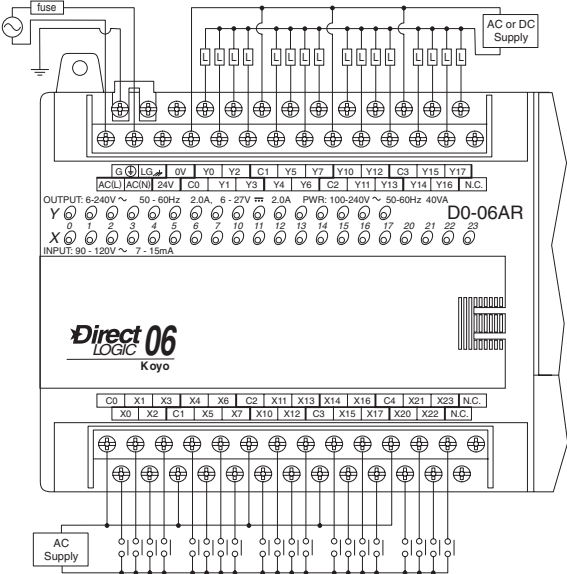 fuse
AC or DC
Supply
L L L L L L L L L L L L L L L L
G LG 0V Y0 Y2 C1 Y5 Y7 Y10 Y12 C3 Y15 Y17
AC(L) AC(N) 24V C0 Y1 Y3 Y4 Y6 C2 Y11 Y13 Y14 Y16 N.C.
OUTPUT: 6-240V ~ 50 - 60Hz 2.0A, 6 - 27V ⎓ 2.0A PWR: 100-240V ~ 50-60Hz 40VA
Y
D0-06AR
0 1 2 3 4 5 6 7 10 11 12 13 14 15 16 17 20 21 22 23
X
INPUT: 90 - 120V ~ 7 - 15mA
Direct
LOGIC 06
Koyo
C0 X1 X3 X4 X6 C2 X11 X13 X14 X16 C4 X21 X23 N.C.
X0 X2 C1 X5 X7 X10 X12 C3 X15 X17 X20 X22 N.C.
AC
Supply